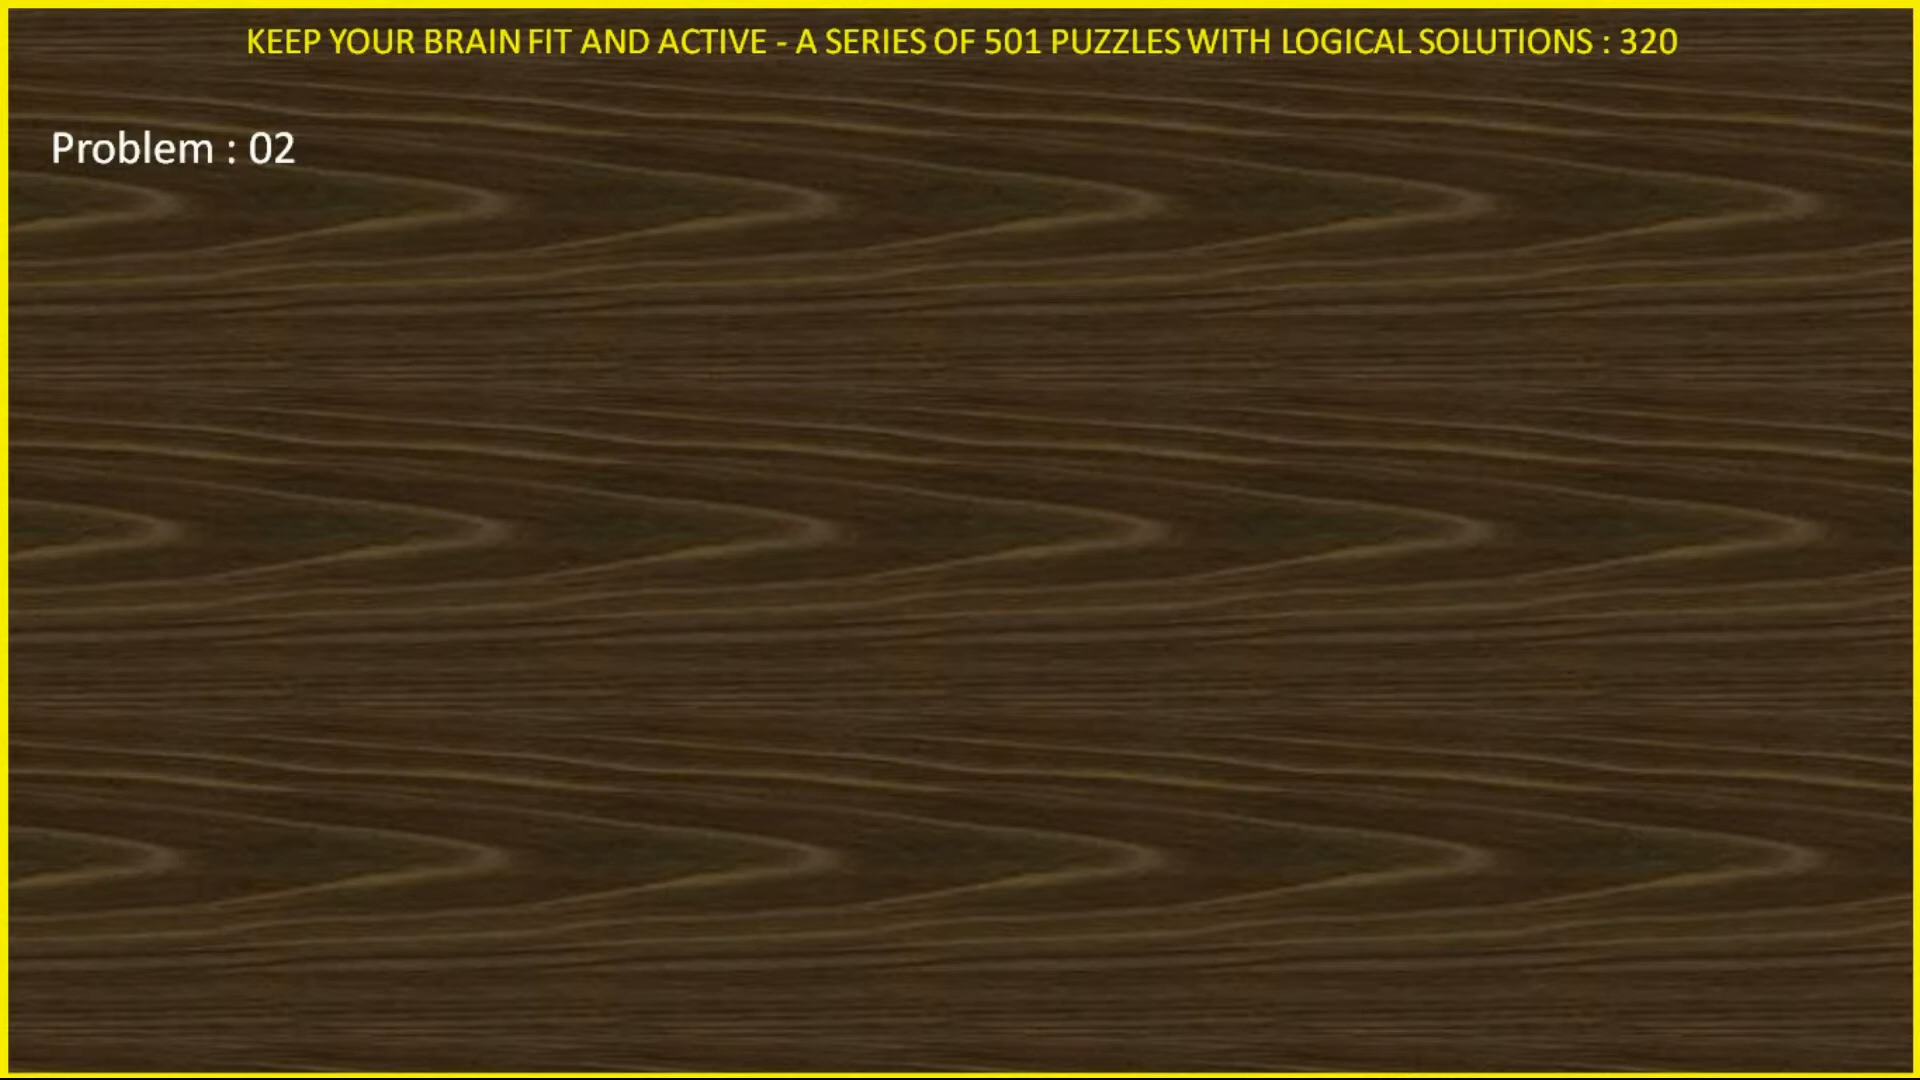 KEEP YOUR BRAIN FIT AND ACTIVE - A SERIES OF 501 PUZZLES WITH LOGICAL SOLUTIONS : 320
Problem : 02